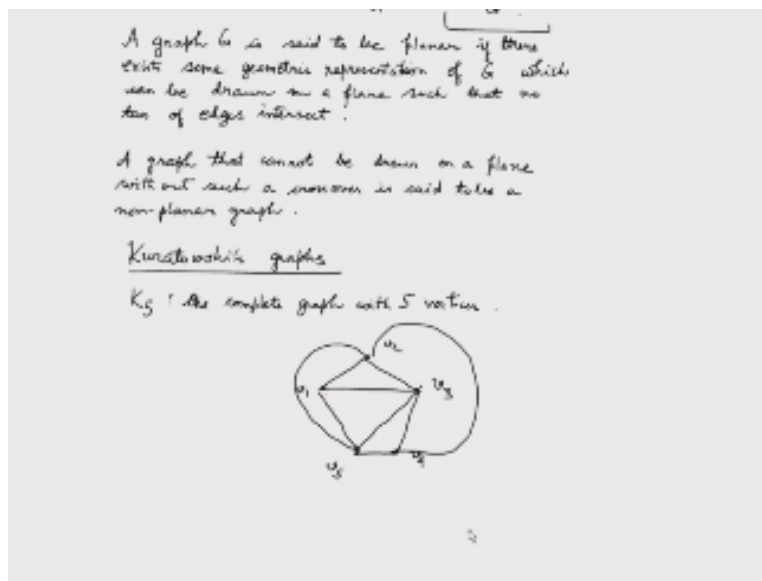 A graph G is said to be planar if there
exists some geometric representation of G which
can be drawn on a plane such that no
two of edges intersect.
A graph that cannot be drawn on a plane
without such a crossover is said to be a
non-planar graph.
Kuratowski's graphs
K5 : the complete graph with 5 vertices.
v2
v1
v3
v4
v5